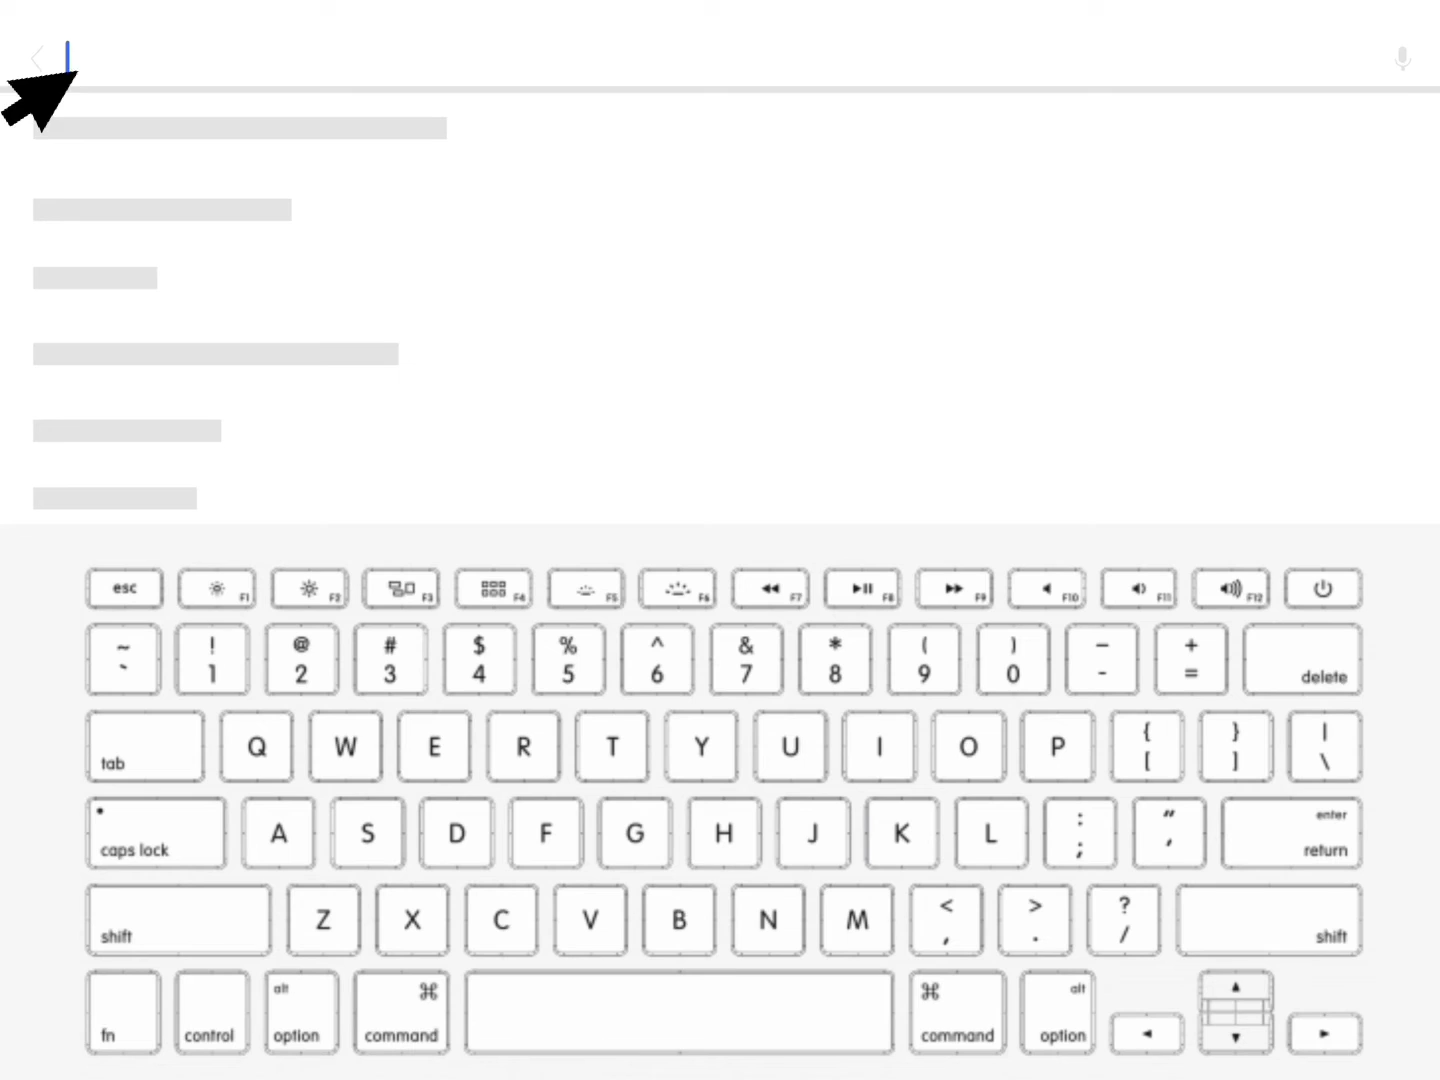 esc F1 F2 F3 F4 F5 F6 F7 F8 F9 F10 F11 F12
~ ! @ # $ % ^ & * ( ) – +
` 1 2 3 4 5 6 7 8 9 0 - = delete
tab Q W E R T Y U I O P { [ } ] | \
caps lock A S D F G H J K L : ; " ' enter return
shift Z X C V B N M < , > . ? / shift
fn control alt option ⌘ command ⌘ command alt option